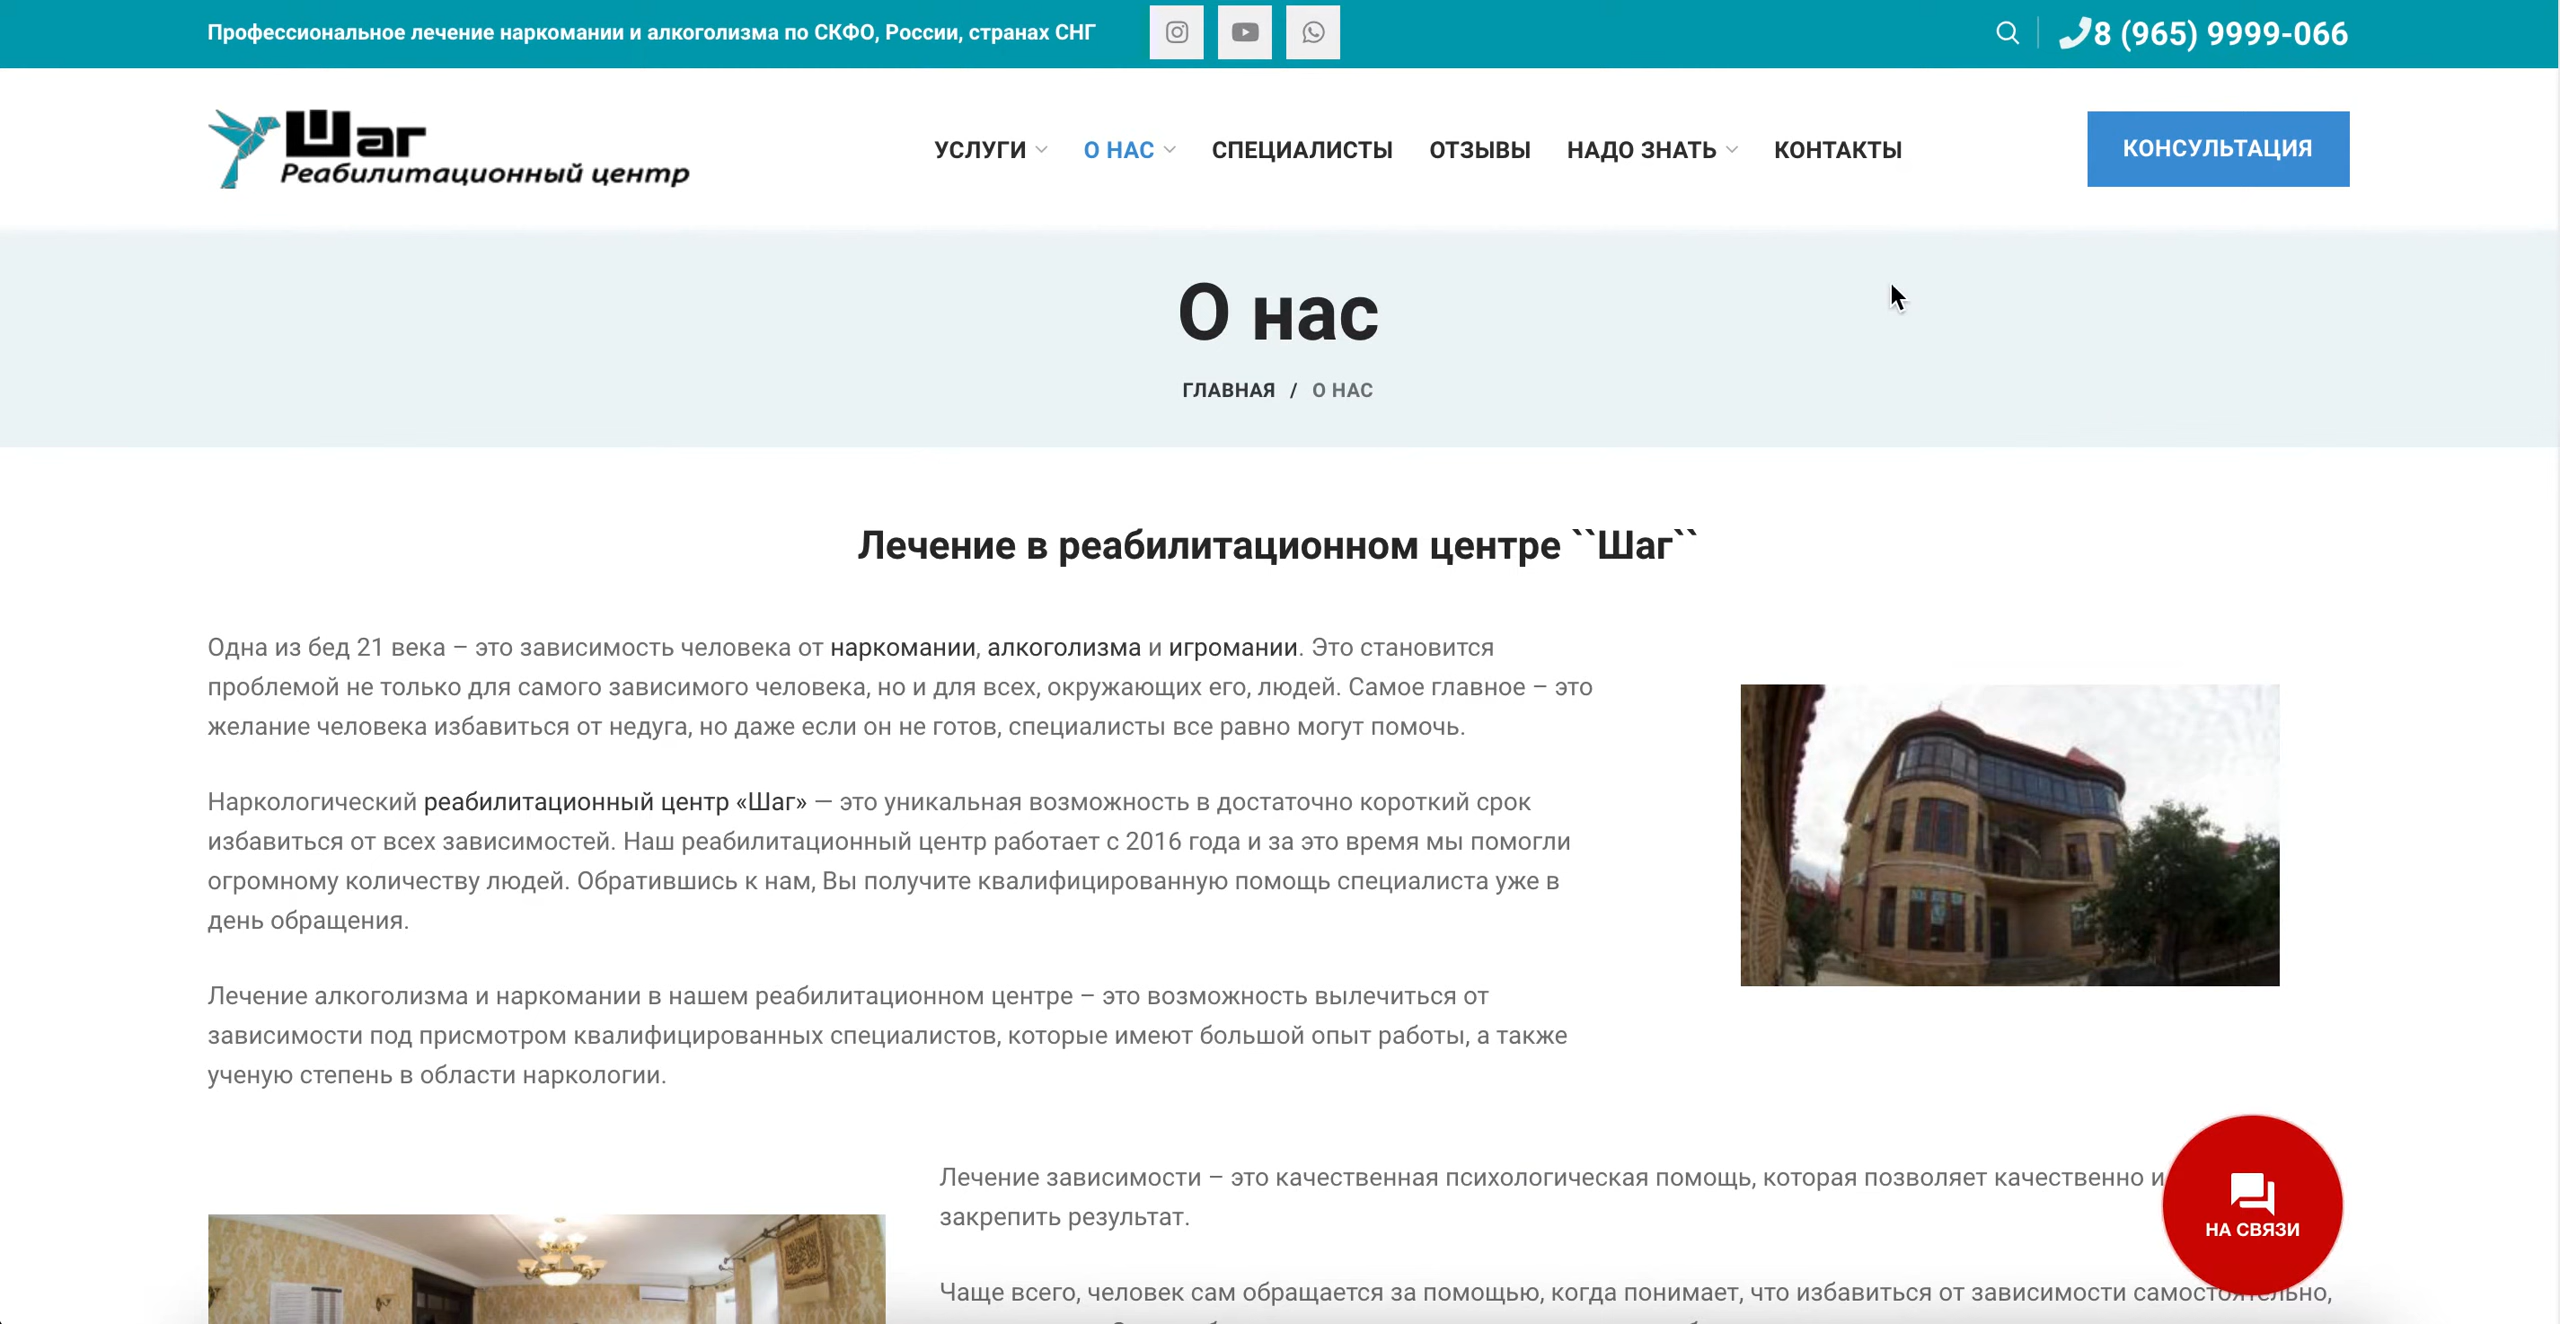 Профессиональное лечение наркомании и алкоголизма по СКФО, России, странах СНГ
8 (965) 9999-066
Шаг
Реабилитационный центр
УСЛУГИ О НАС СПЕЦИАЛИСТЫ ОТЗЫВЫ НАДО ЗНАТЬ КОНТАКТЫ
КОНСУЛЬТАЦИЯ
О нас
ГЛАВНАЯ / О НАС
Лечение в реабилитационном центре ``Шаг``
Одна из бед 21 века – это зависимость человека от наркомании, алкоголизма и игромании. Это становится
проблемой не только для самого зависимого человека, но и для всех, окружающих его, людей. Самое главное – это
желание человека избавиться от недуга, но даже если он не готов, специалисты все равно могут помочь.
Наркологический реабилитационный центр «Шаг» — это уникальная возможность в достаточно короткий срок
избавиться от всех зависимостей. Наш реабилитационный центр работает с 2016 года и за это время мы помогли
огромному количеству людей. Обратившись к нам, Вы получите квалифицированную помощь специалиста уже в
день обращения.
Лечение алкоголизма и наркомании в нашем реабилитационном центре – это возможность вылечиться от
зависимости под присмотром квалифицированных специалистов, которые имеют большой опыт работы, а также
ученую степень в области наркологии.
Лечение зависимости – это качественная психологическая помощь, которая позволяет качественно и
закрепить результат.
Чаще всего, человек сам обращается за помощью, когда понимает, что избавиться от зависимости самостоятельно,
НА СВЯЗИ